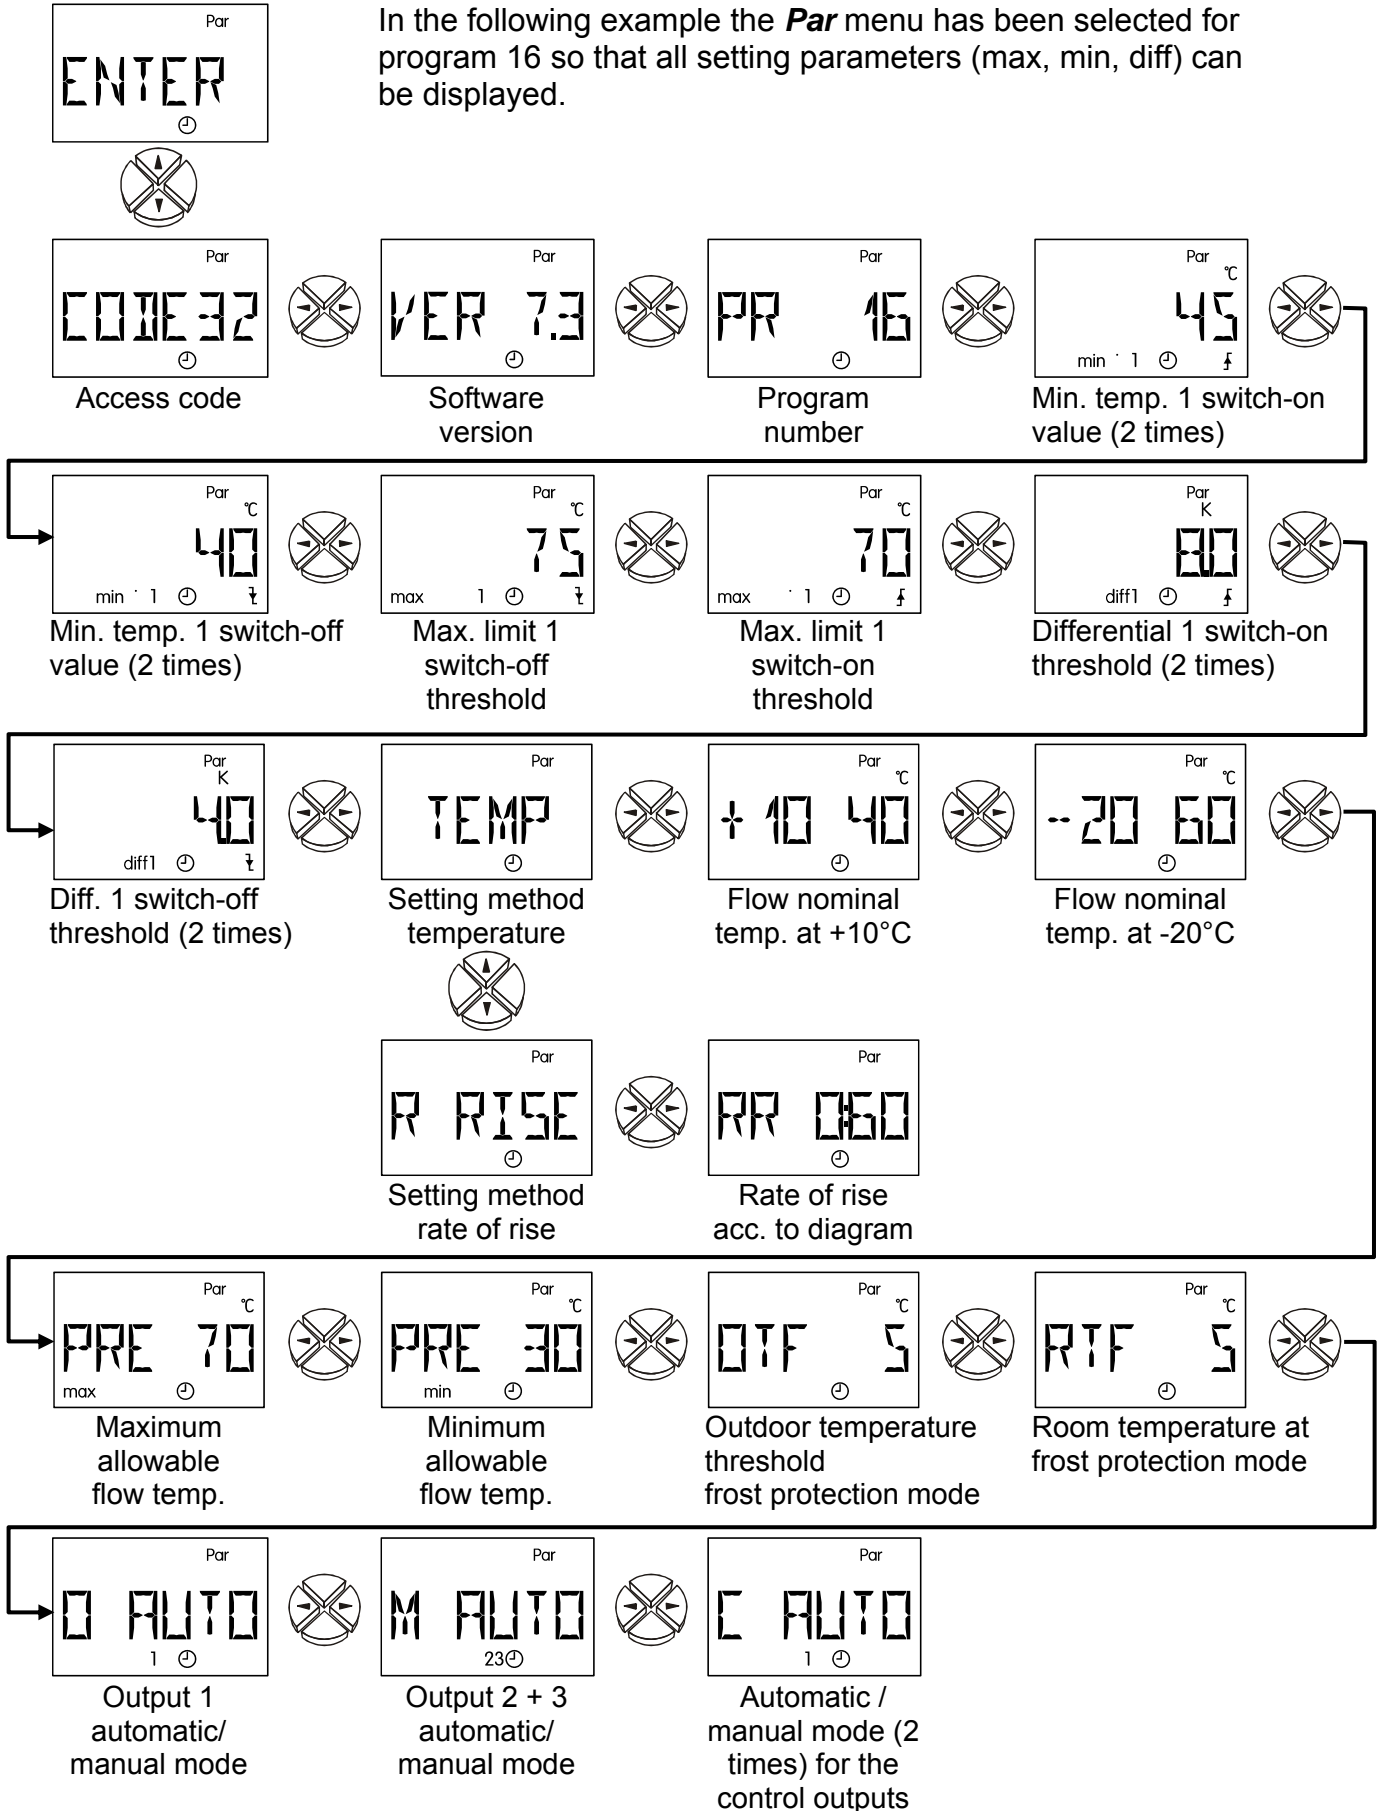 Par
In the following example the Par menu has been selected for
program 16 so that all setting parameters (max, min, diff) can
be displayed.
ENTER
Par
CODE 32
Access code
Par
VER 7.3
Software
version
Par
PR 16
Program
number
Par
°C
45
min 1
Min. temp. 1 switch-on
value (2 times)
Par
°C
40
min 1
Min. temp. 1 switch-off
value (2 times)
Par
°C
75
max 1
Max. limit 1
switch-off
threshold
Par
°C
70
max 1
Max. limit 1
switch-on
threshold
Par
K
8.0
diff1
Differential 1 switch-on
threshold (2 times)
Par
K
4.0
diff1
Diff. 1 switch-off
threshold (2 times)
Par
TEMP
Setting method
temperature
Par
°C
+10 40
Flow nominal
temp. at +10°C
Par
°C
-20 60
Flow nominal
temp. at -20°C
Par
R RISE
Setting method
rate of rise
Par
RR 0:60
Rate of rise
acc. to diagram
Par
°C
PRE 70
max
Maximum
allowable
flow temp.
Par
°C
PRE 30
min
Minimum
allowable
flow temp.
Par
°C
OTF 5
Outdoor temperature
threshold
frost protection mode
Par
°C
RTF 5
Room temperature at
frost protection mode
Par
O AUTO
1
Output 1
automatic/
manual mode
Par
M AUTO
23
Output 2 + 3
automatic/
manual mode
Par
C AUTO
1
Automatic /
manual mode (2
times) for the
control outputs